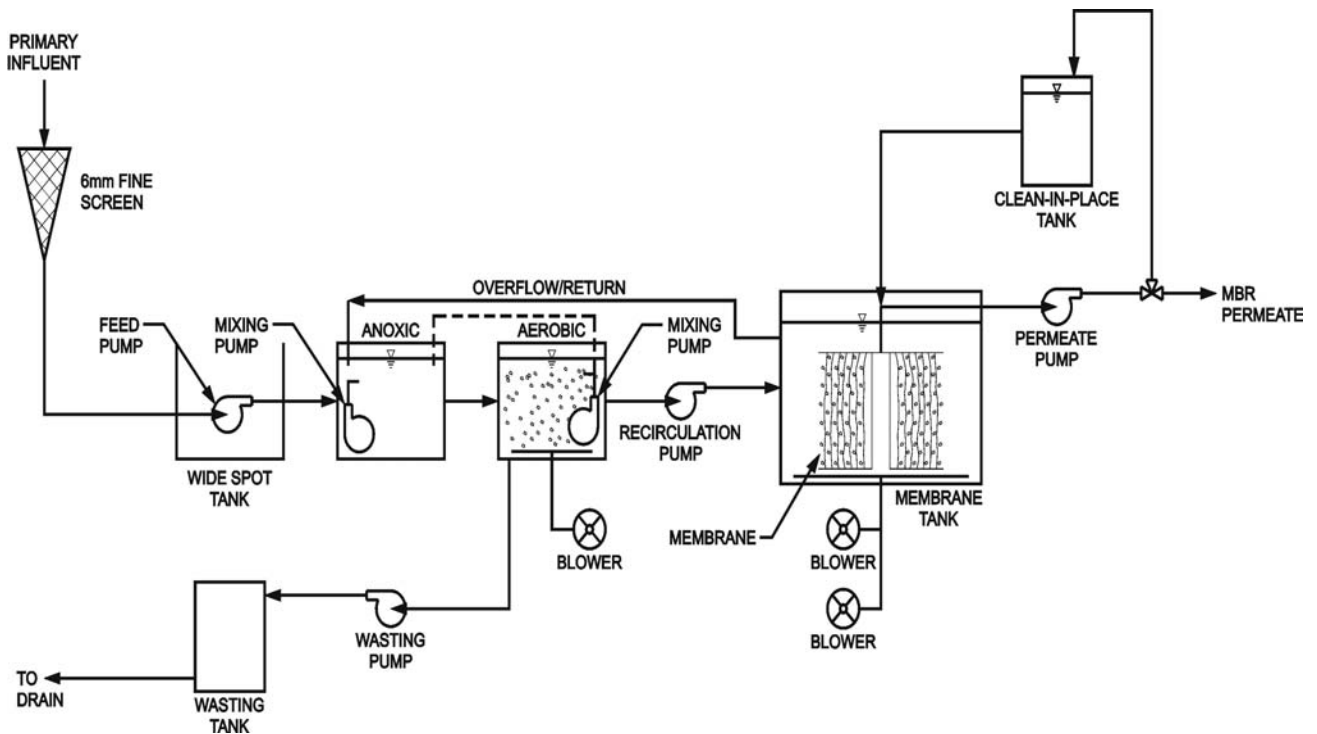 PRIMARY
INFLUENT
6mm FINE
SCREEN
CLEAN-IN-PLACE
TANK
OVERFLOW/RETURN
MBR
PERMEATE
FEED
PUMP
MIXING
PUMP
ANOXIC
AEROBIC
MIXING
PUMP
PERMEATE
PUMP
RECIRCULATION
PUMP
WIDE SPOT
TANK
MEMBRANE
TANK
MEMBRANE
BLOWER
BLOWER
BLOWER
WASTING
PUMP
TO
DRAIN
WASTING
TANK